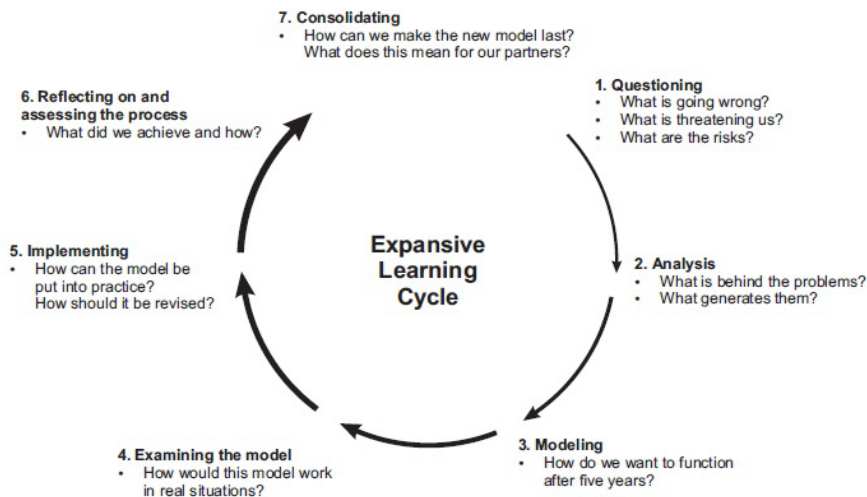 7. Consolidating
• How can we make the new model last?
What does this mean for our partners?
1. Questioning
• What is going wrong?
• What is threatening us?
• What are the risks?
6. Reflecting on and
assessing the process
• What did we achieve and how?
Expansive
Learning
Cycle
5. Implementing
• How can the model be
put into practice?
How should it be revised?
2. Analysis
• What is behind the problems?
• What generates them?
4. Examining the model
• How would this model work
in real situations?
3. Modeling
• How do we want to function
after five years?